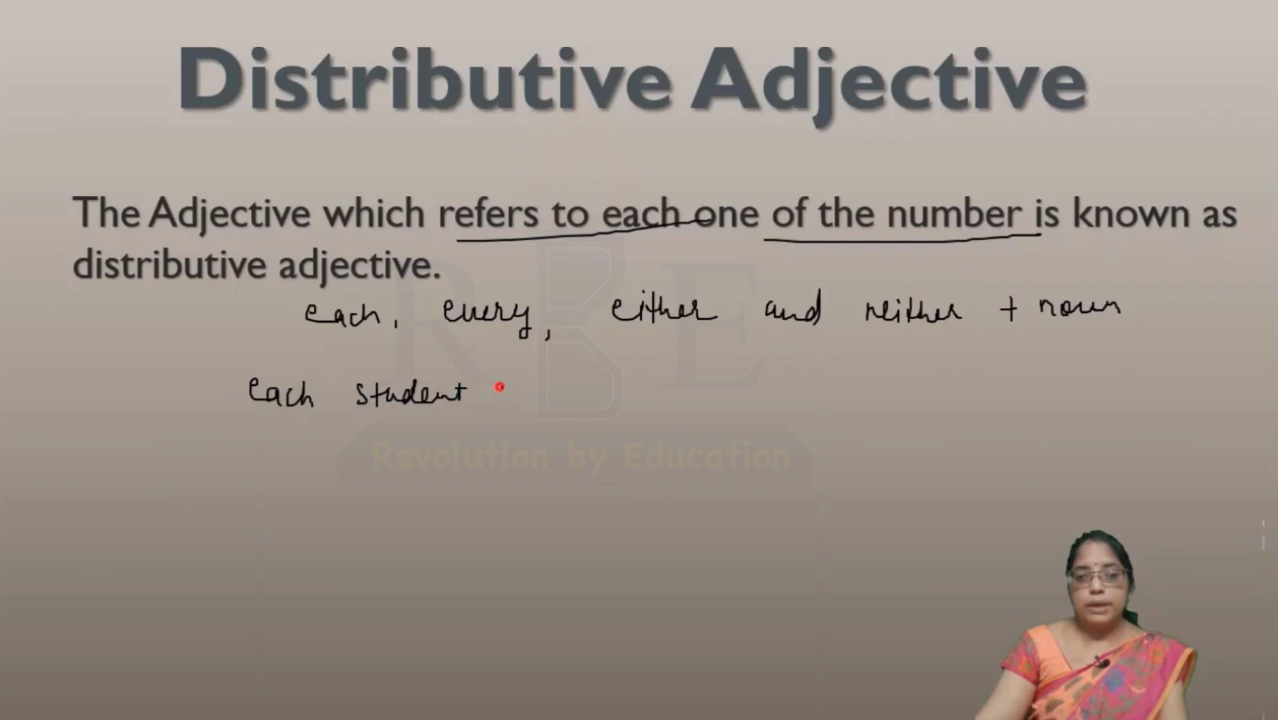 Distributive Adjective
The Adjective which refers to each one of the number is known as
distributive adjective.
each, every, either and neither + noun
each student
RBE
Revolution by Education